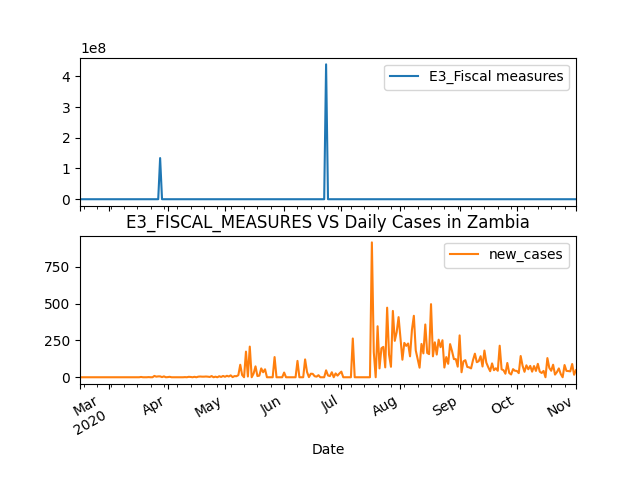 1e8
E3_Fiscal measures
4
3
2
1
0
E3_FISCAL_MEASURES VS Daily Cases in Zambia
new_cases
750
500
250
0
Mar
2020
Apr
May
Jun
Jul
Aug
Sep
Oct
Nov
Date